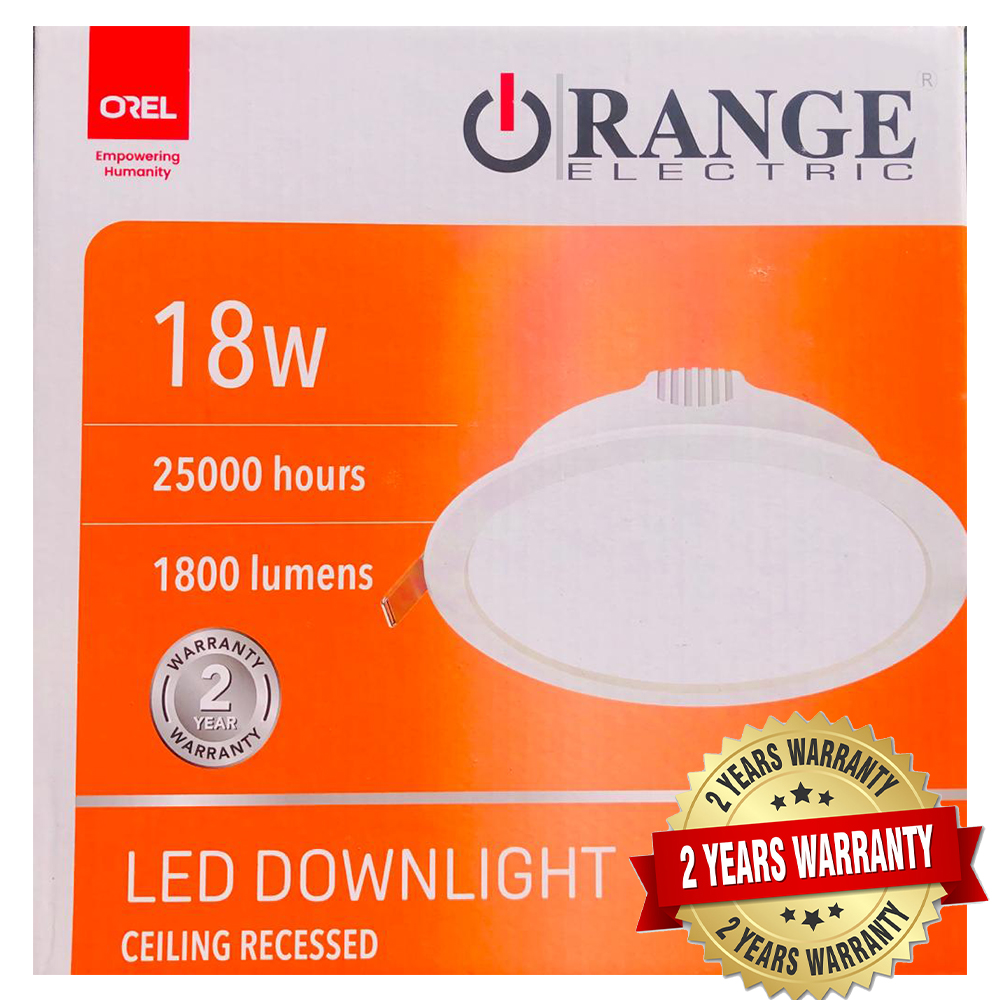 OREL
Empowering
Humanity
ORANGE
ELECTRIC
®
18W
25000 hours
1800 lumens
WARRANTY
2
YEAR
WARRANTY
LED DOWNLIGHT
CEILING RECESSED
2 YEARS WARRANTY
2 YEARS WARRANTY
2 YEARS WARRANTY